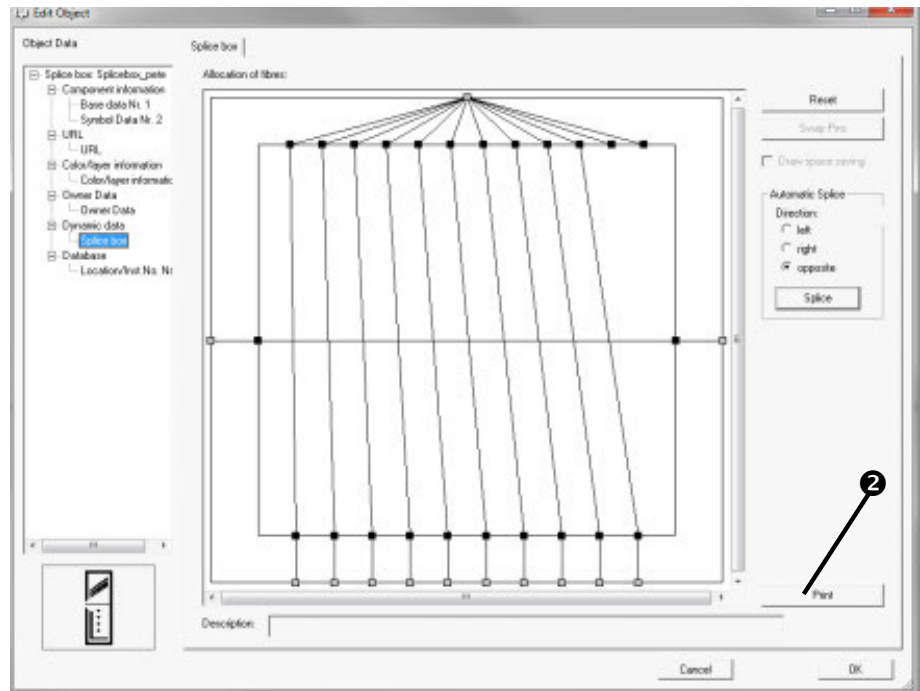 Edit Object
Object Data
Splice box: Splicebox_pete
Component information
Base data Nr. 1
Symbol Data Nr. 2
URL
URL
Color/layer information
Color/layer informatic
Owner Data
Owner Data
Dynamic data
Splice box
Database
Location/Inst.No. Nr
Splice box
Allocation of fibres:
Reset
Swap Pins
Draw space saving
Automatic Splice
Direction:
left
right
opposite
Splice
2
Print
Description:
Cancel
OK